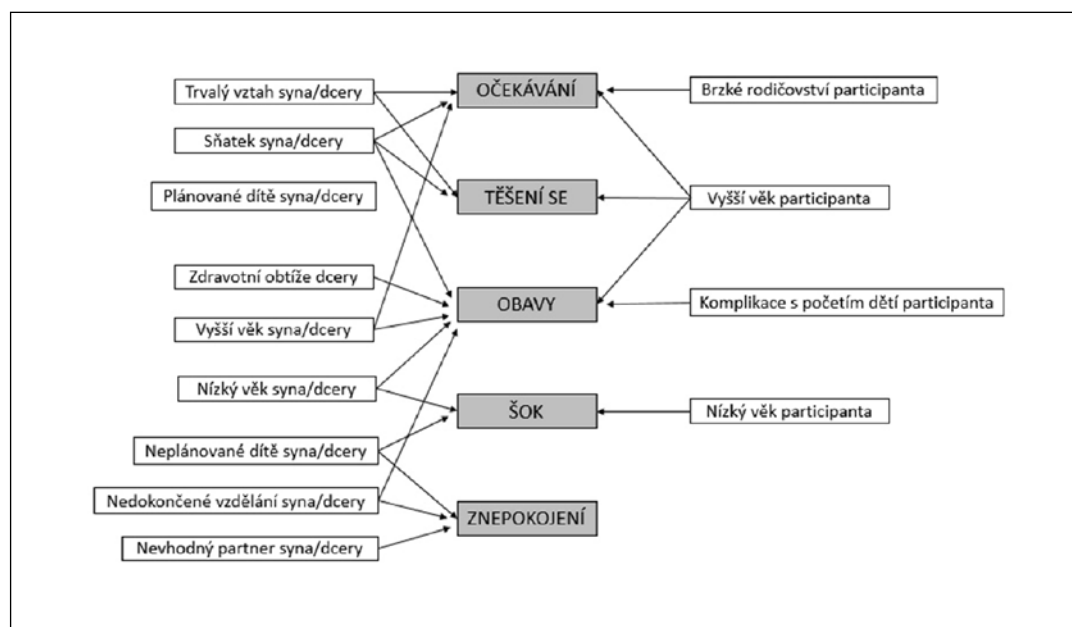 Trvalý vztah syna/dcery
Sňatek syna/dcery
Plánované dítě syna/dcery
Zdravotní obtíže dcery
Vyšší věk syna/dcery
Nízký věk syna/dcery
Neplánované dítě syna/dcery
Nedokončené vzdělání syna/dcery
Nevhodný partner syna/dcery
OČEKÁVÁNÍ
TĚŠENÍ SE
OBAVY
ŠOK
ZNEPOKOJENÍ
Brzké rodičovství participanta
Vyšší věk participanta
Komplikace s početím dětí participanta
Nízký věk participanta